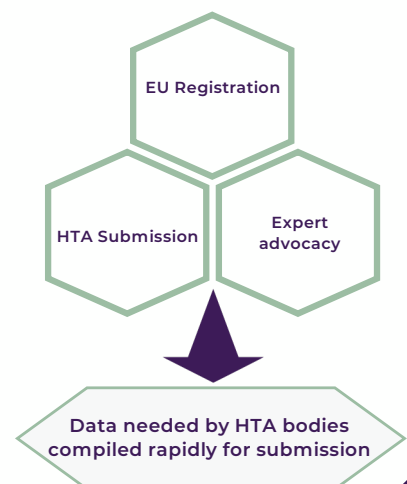 EU Registration
HTA Submission
Expert
advocacy
Data needed by HTA bodies
compiled rapidly for submission